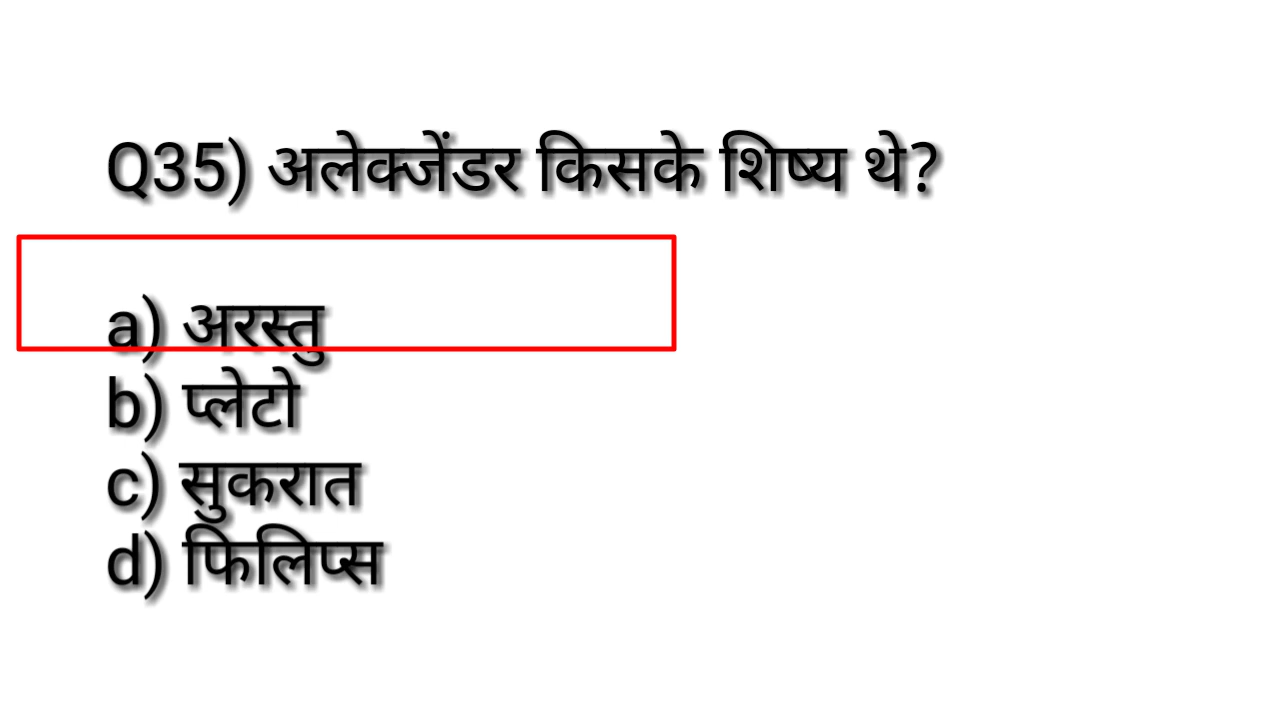 Q35) अलेक्जेंडर किसके शिष्य थे?
a) अरस्तु
b) प्लेटो
c) सुकरात
d) फिलिप्स